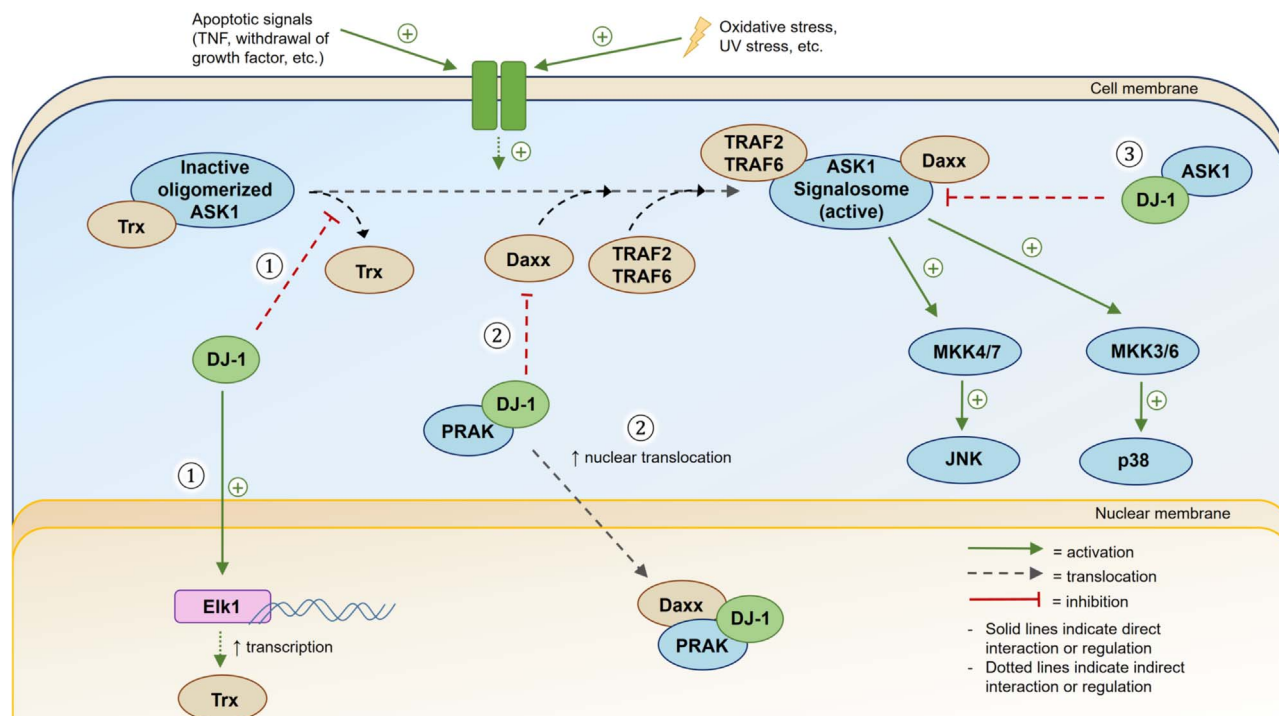 Apoptotic signals
(TNF, withdrawal of
growth factor, etc.)
+
+
Oxidative stress,
UV stress, etc.
Cell membrane
+
Inactive
oligomerized
ASK1
Trx
Trx
1
Daxx
TRAF2
TRAF6
TRAF2
TRAF6
ASK1
Signalosome
(active)
Daxx
3
ASK1
DJ-1
+
+
2
DJ-1
MKK4/7
MKK3/6
DJ-1
PRAK
2
↑ nuclear translocation
+
+
JNK
p38
1
+
Nuclear membrane
= activation
= translocation
= inhibition
- Solid lines indicate direct
interaction or regulation
- Dotted lines indicate indirect
interaction or regulation
Elk1
↑ transcription
Trx
Daxx
DJ-1
PRAK